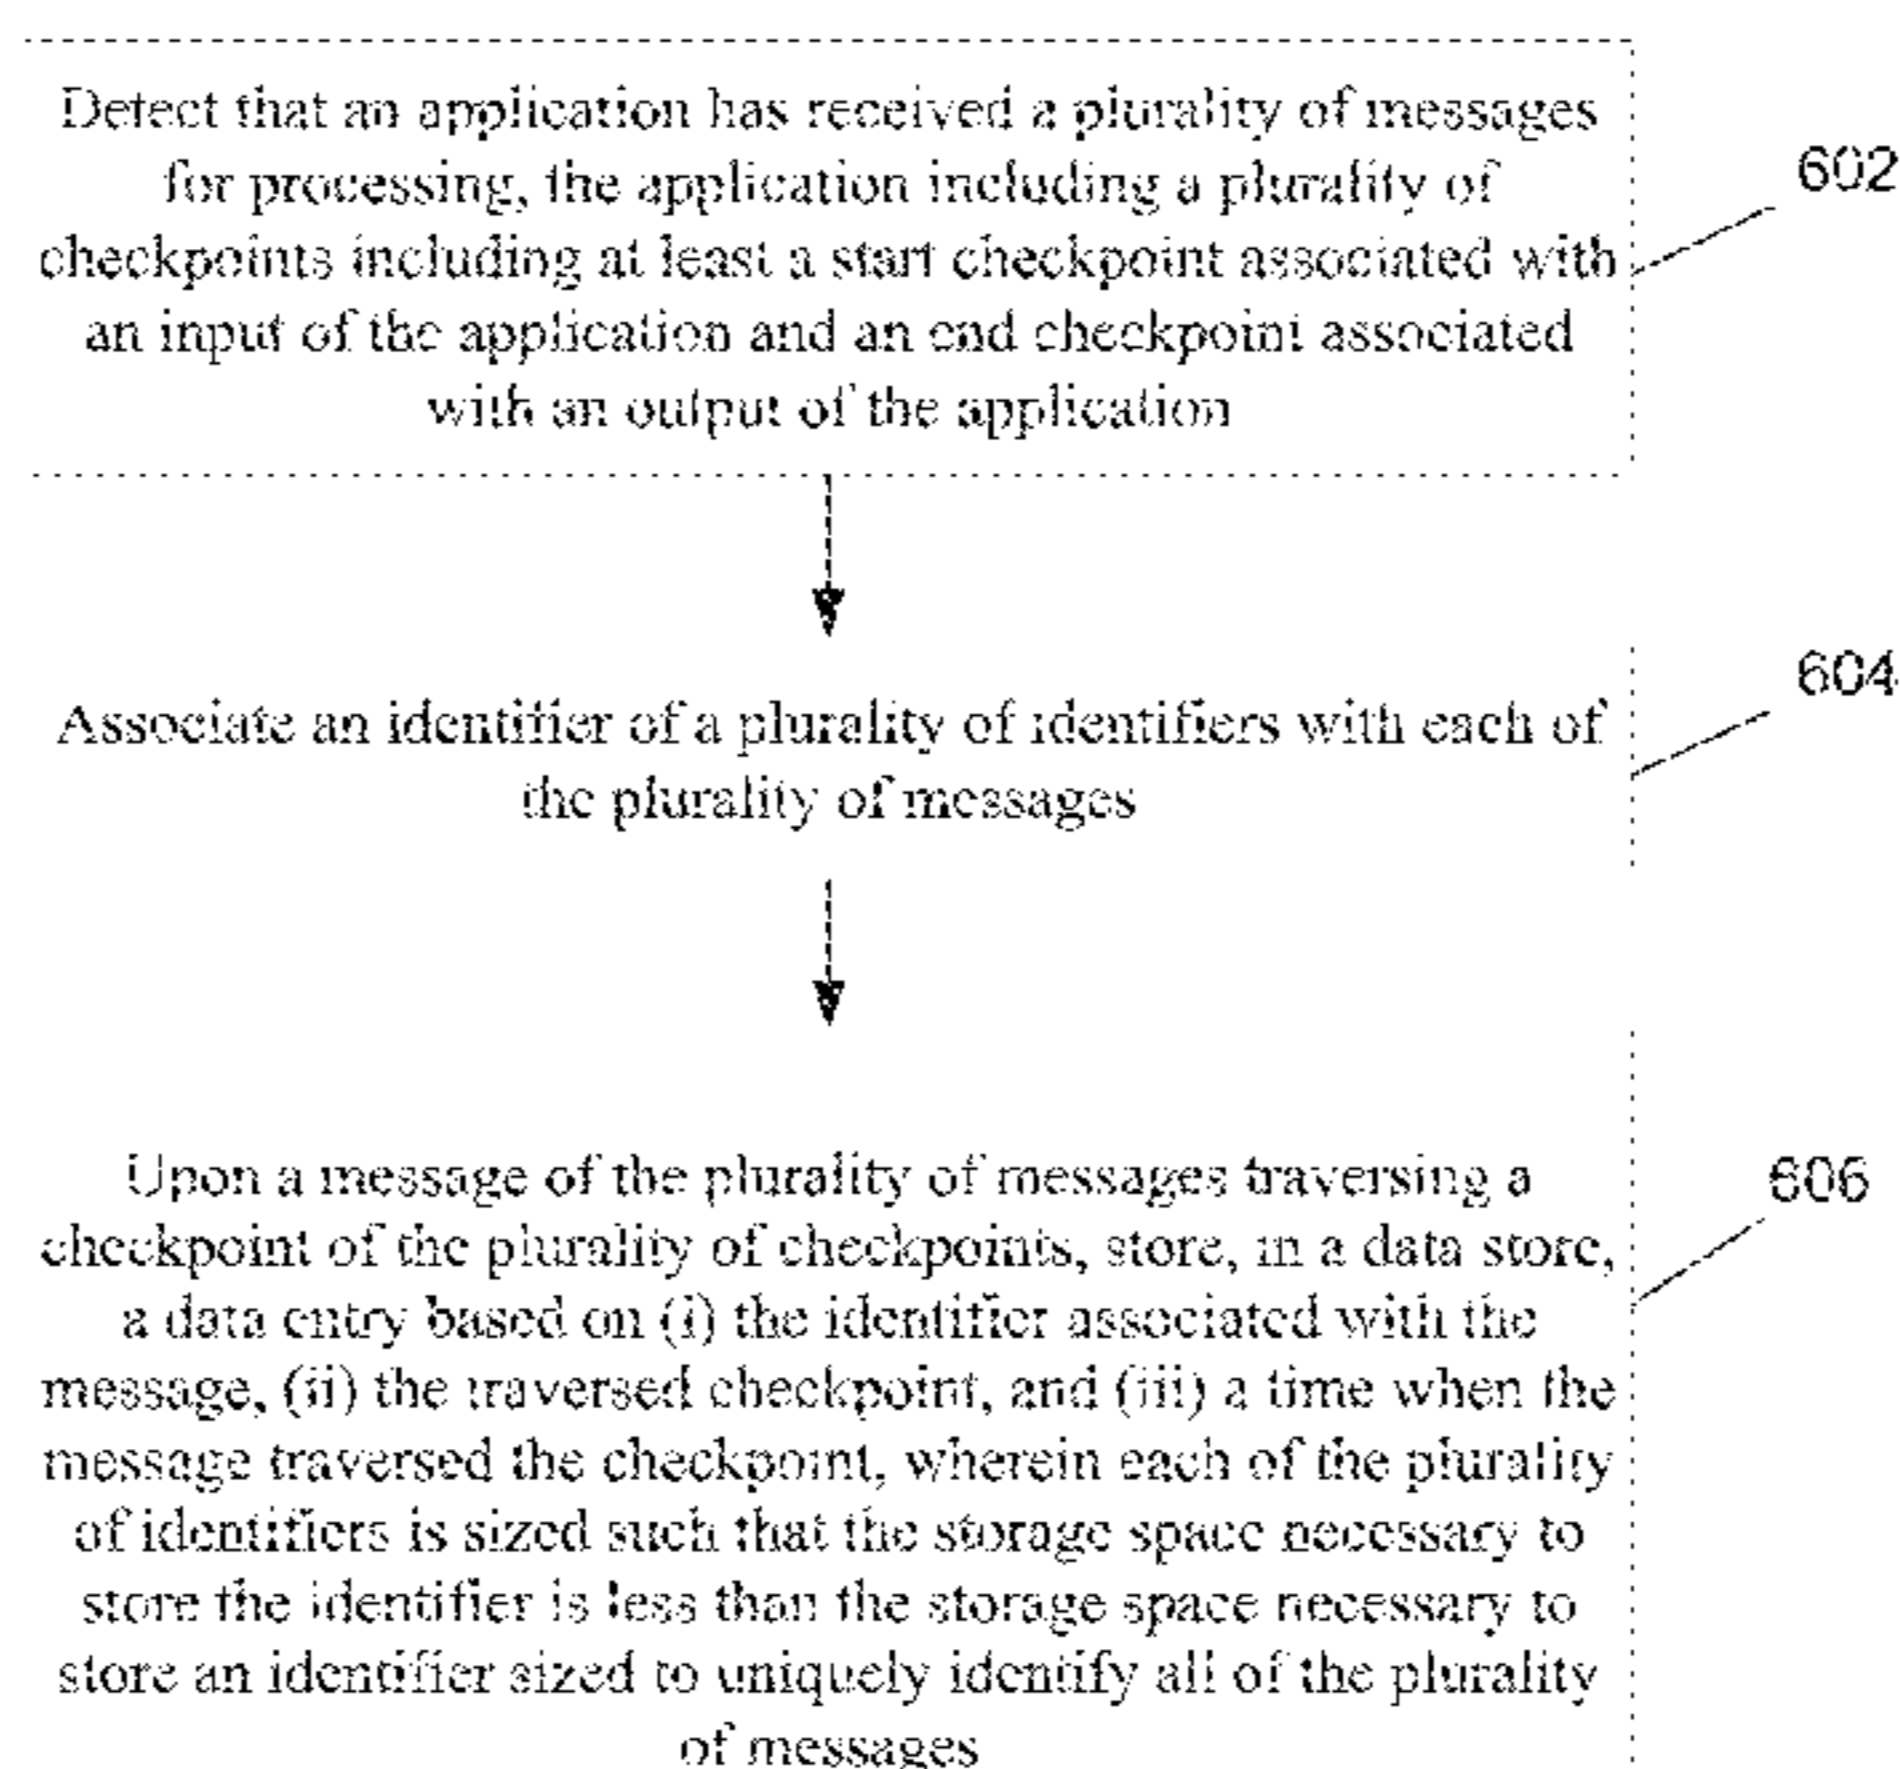 Detect that an application has received a plurality of messages
for processing, the application including a plurality of
checkpoints including at least a start checkpoint associated with
an input of the application and an end checkpoint associated
with an output of the application
602
Associate an identifier of a plurality of identifiers with each of
the plurality of messages
604
Upon a message of the plurality of messages traversing a
checkpoint of the plurality of checkpoints, store, in a data store,
a data entry based on (i) the identifier associated with the
message, (ii) the traversed checkpoint, and (iii) a time when the
message traversed the checkpoint, wherein each of the plurality
of identifiers is sized such that the storage space necessary to
store the identifier is less than the storage space necessary to
store an identifier sized to uniquely identify all of the plurality
of messages
606